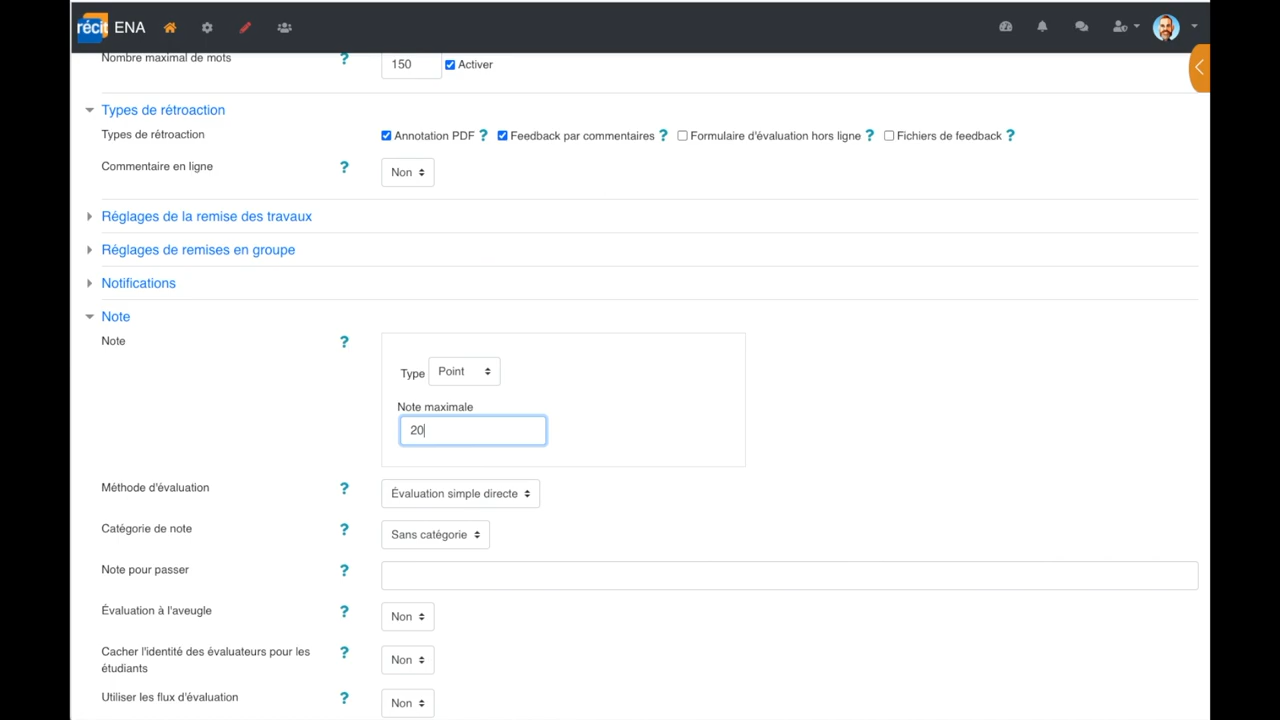 récit ENA
Nombre maximal de mots ? 150 Activer
Types de rétroaction
Types de rétroaction Annotation PDF ? Feedback par commentaires ? Formulaire d'évaluation hors ligne ? Fichiers de feedback ?
Commentaire en ligne ? Non
Réglages de la remise des travaux
Réglages de remises en groupe
Notifications
Note
Note ?
Type Point
Note maximale
20
Méthode d'évaluation ? Évaluation simple directe
Catégorie de note ? Sans catégorie
Note pour passer ?
Évaluation à l'aveugle ? Non
Cacher l'identité des évaluateurs pour les ? Non
étudiants
Utiliser les flux d'évaluation ? Non